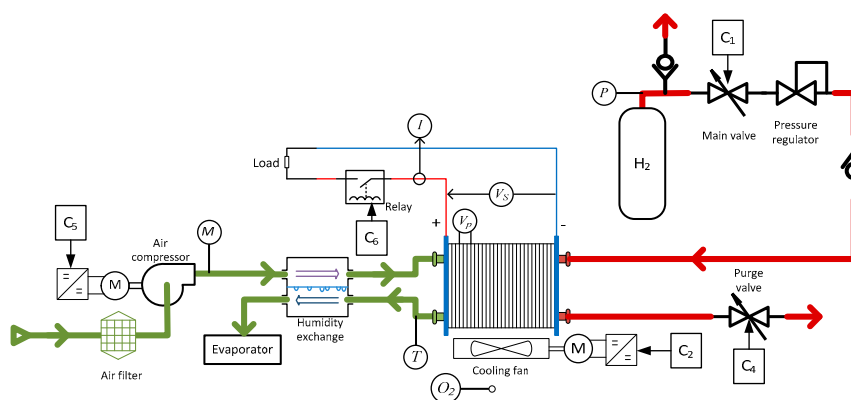 C1
P
Main valve
Pressure
regulator
H2
I
Load
Relay
VS
+
Vp
-
C5
C6
M
Air
compressor
M
Purge
valve
Humidity
exchange
Evaporator
T
Air filter
M
Cooling fan
C2
C4
O2